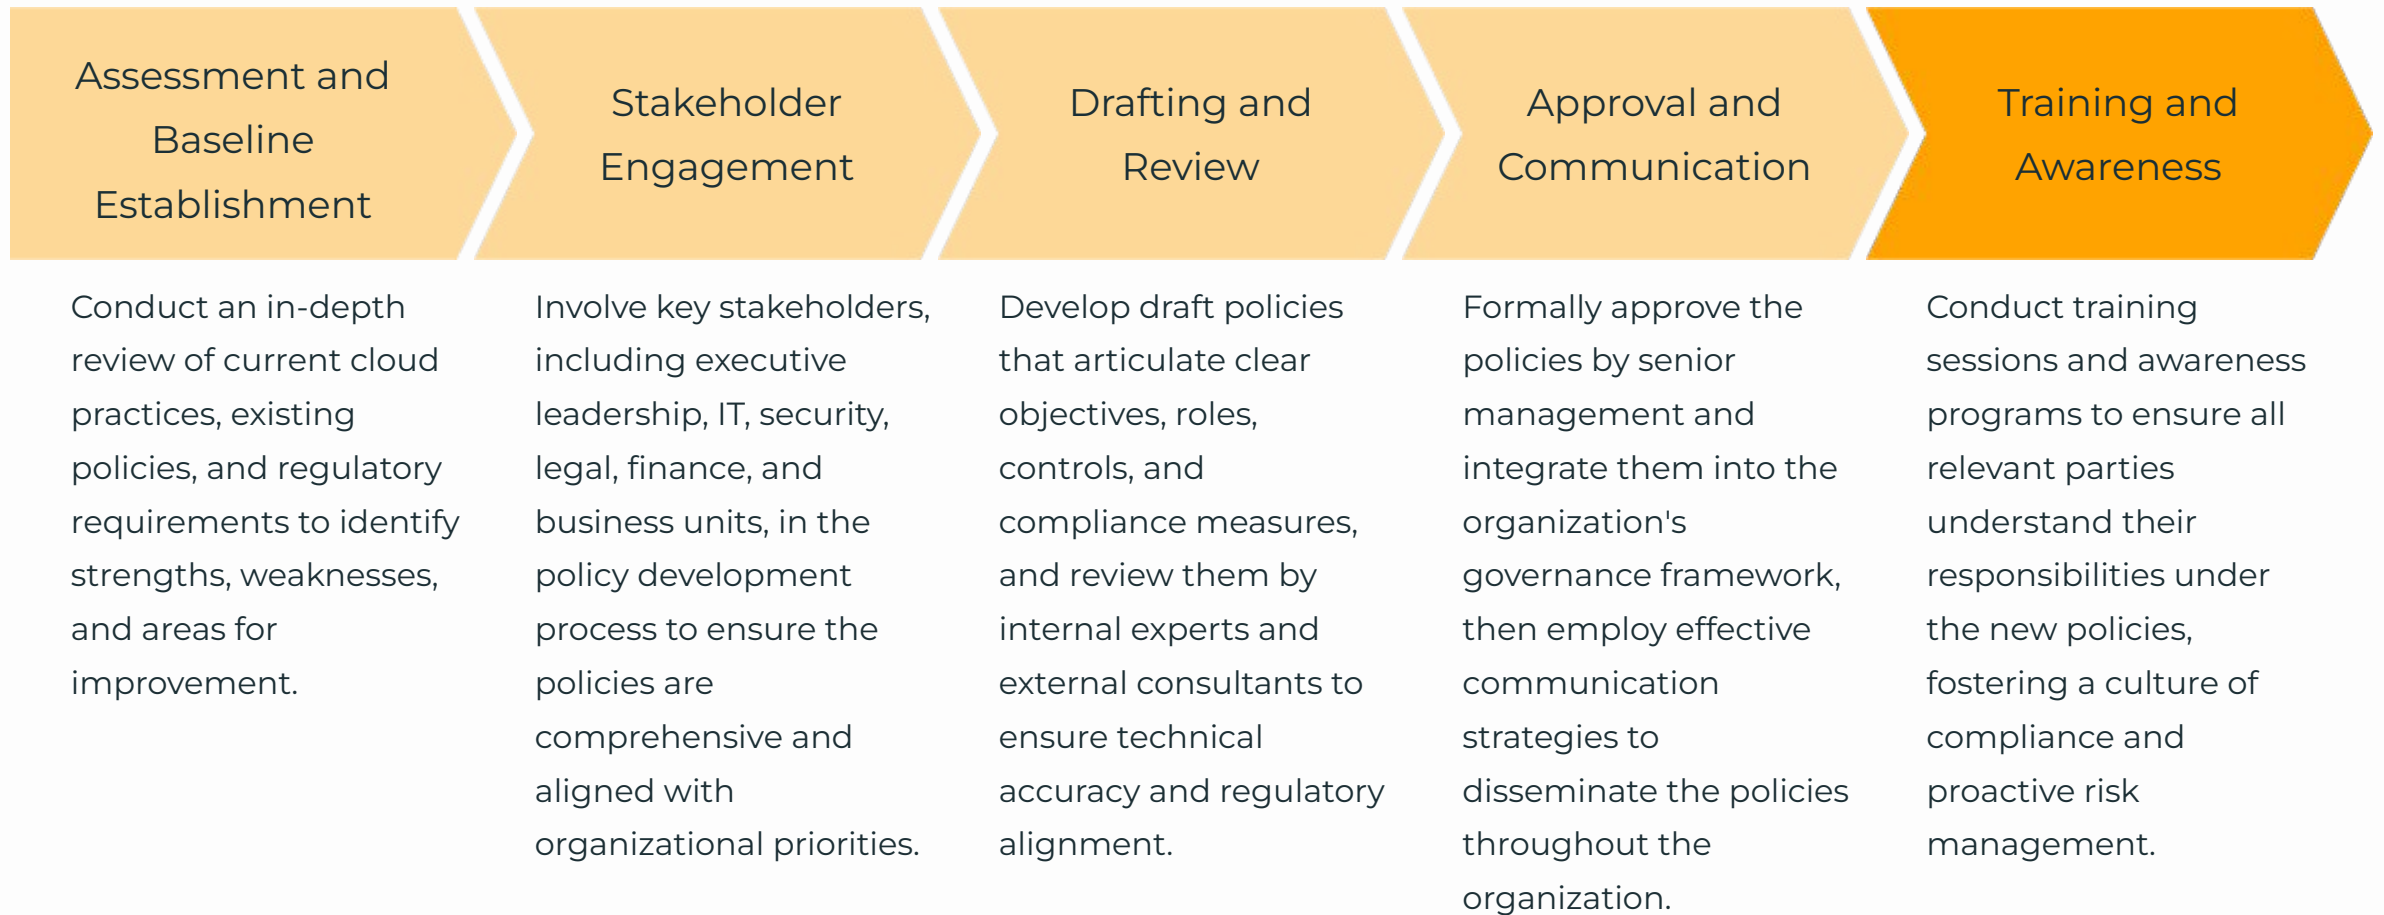 Assessment and
Baseline
Establishment
Stakeholder
Engagement
Drafting and
Review
Approval and
Communication
Training and
Awareness
Conduct an in-depth
review of current cloud
practices, existing
policies, and regulatory
requirements to identify
strengths, weaknesses,
and areas for
improvement.
Involve key stakeholders,
including executive
leadership, IT, security,
legal, finance, and
business units, in the
policy development
process to ensure the
policies are
comprehensive and
aligned with
organizational priorities.
Develop draft policies
that articulate clear
objectives, roles,
controls, and
compliance measures,
and review them by
internal experts and
external consultants to
ensure technical
accuracy and regulatory
alignment.
Formally approve the
policies by senior
management and
integrate them into the
organization's
governance framework,
then employ effective
communication
strategies to
disseminate the policies
throughout the
organization.
Conduct training
sessions and awareness
programs to ensure all
relevant parties
understand their
responsibilities under
the new policies,
fostering a culture of
compliance and
proactive risk
management.